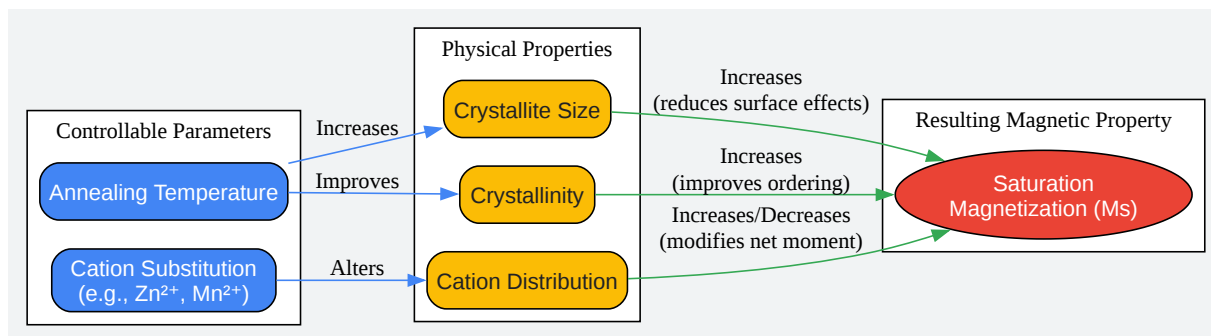 Controllable Parameters
Annealing Temperature
Cation Substitution
(e.g., Zn²⁺, Mn²⁺)
Increases
Improves
Alters
Physical Properties
Crystallite Size
Crystallinity
Cation Distribution
Increases
(reduces surface effects)
Increases
(improves ordering)
Increases/Decreases
(modifies net moment)
Resulting Magnetic Property
Saturation
Magnetization (Ms)